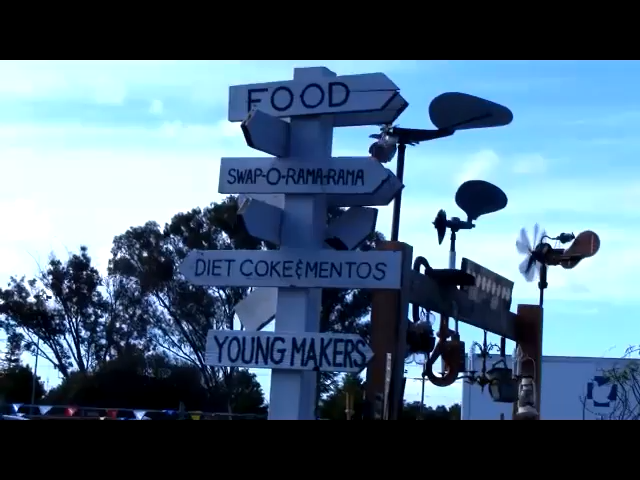 FOOD
SWAP-O-RAMA-RAMA
DIET COKE&MENTOS
YOUNG MAKERS